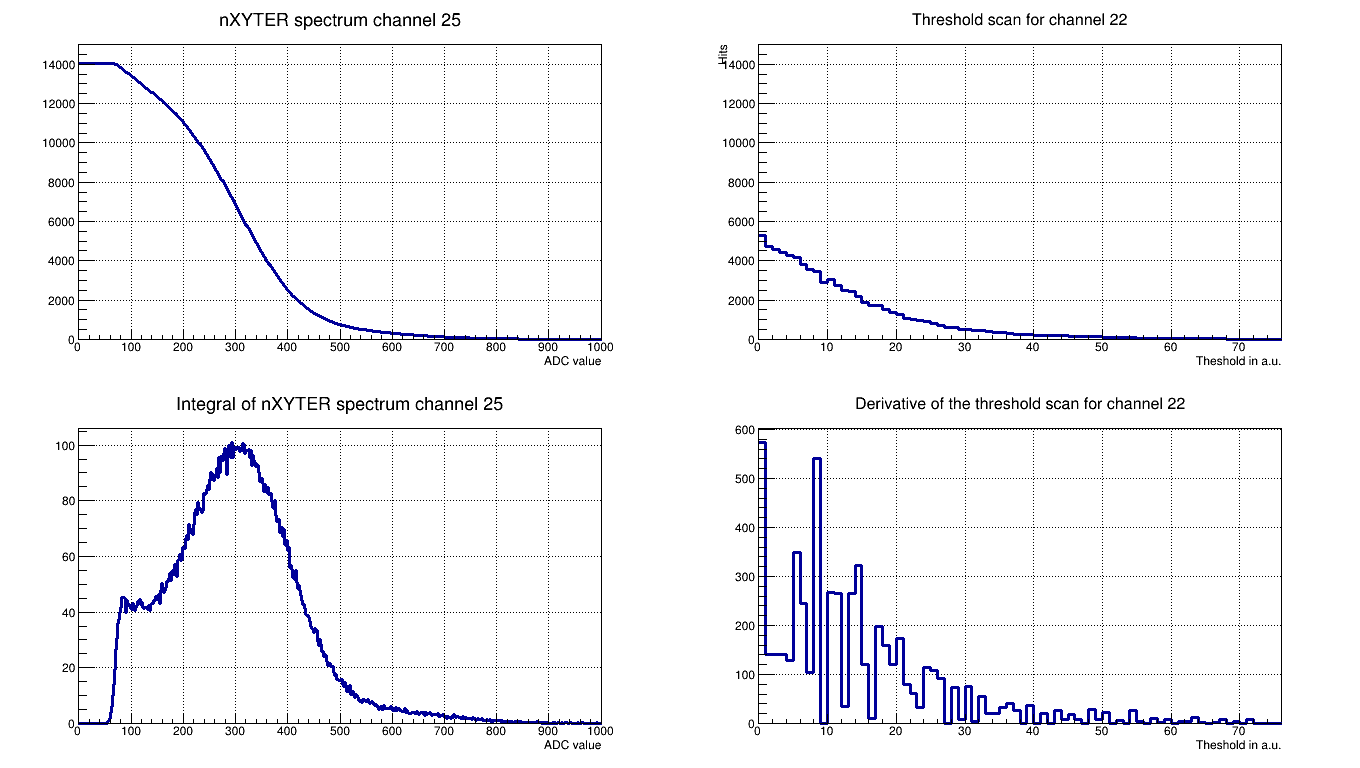 nXYTER spectrum channel 25
14000
12000
10000
8000
6000
4000
2000
0
0 100 200 300 400 500 600 700 800 900 1000
ADC value
Threshold scan for channel 22
Hits
14000
12000
10000
8000
6000
4000
2000
0
0 10 20 30 40 50 60 70
Theshold in a.u.
Integral of nXYTER spectrum channel 25
100
80
60
40
20
0
0 100 200 300 400 500 600 700 800 900 1000
ADC value
Derivative of the threshold scan for channel 22
600
500
400
300
200
100
0
0 10 20 30 40 50 60 70
Theshold in a.u.